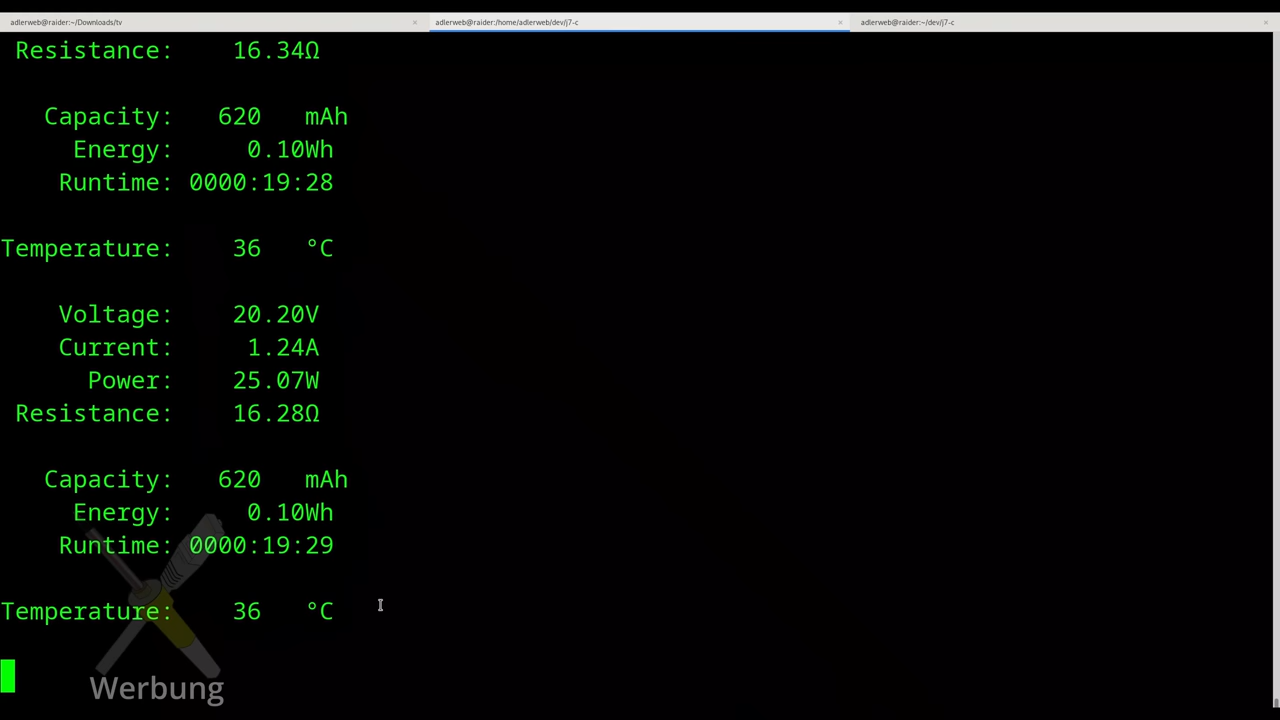 adlerweb@raider:~/Downloads/tv × adlerweb@raider:/home/adlerweb/dev/j7-c × adlerweb@raider:~/dev/j7-c ×
Resistance: 16.34Ω
Capacity: 620 mAh
Energy: 0.10Wh
Runtime: 0000:19:28
Temperature: 36 °C
Voltage: 20.20V
Current: 1.24A
Power: 25.07W
Resistance: 16.28Ω
Capacity: 620 mAh
Energy: 0.10Wh
Runtime: 0000:19:29
Temperature: 36 °C
Werbung